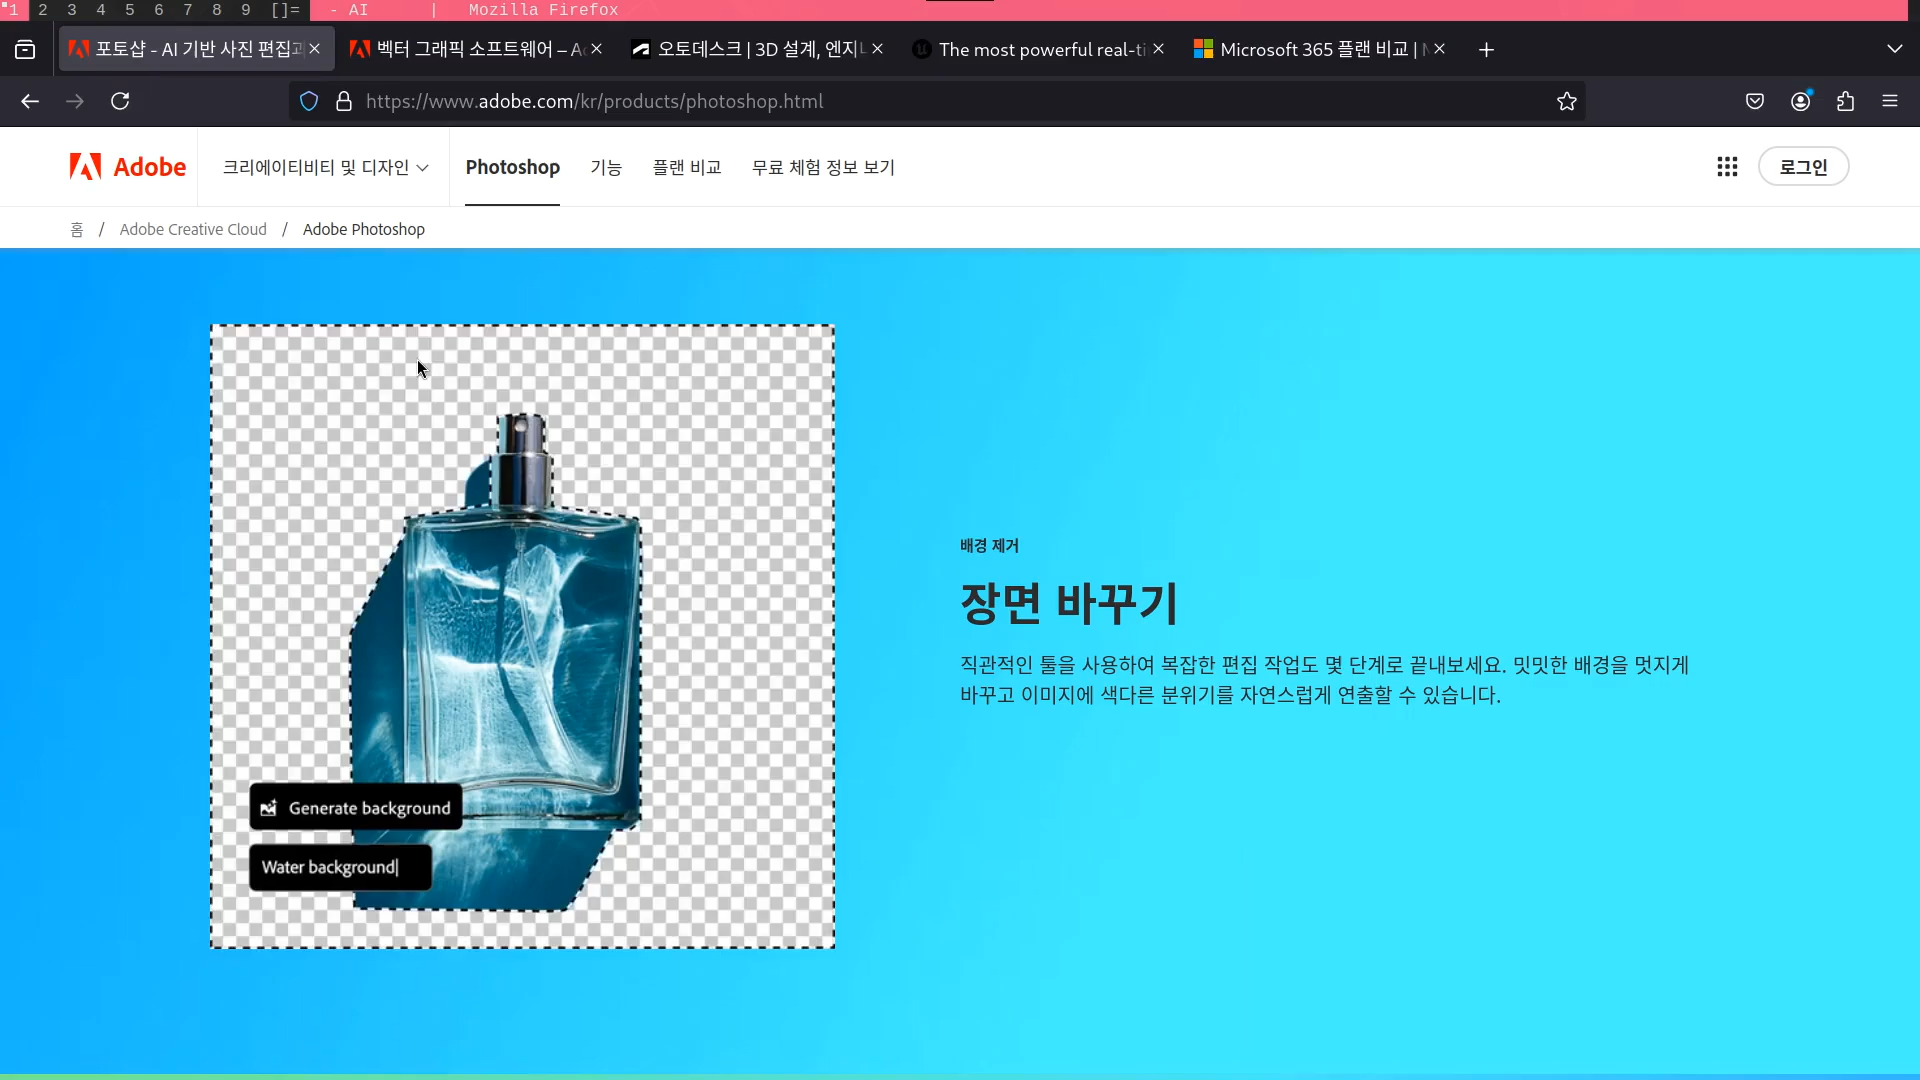 1 2 3 4 5 6 7 8 9 []= - AI | Mozilla Firefox
포토샵 - AI 기반 사진 편집 벡터 그래픽 소프트웨어 – A 오토데스크 | 3D 설계, 엔지 The most powerful real-ti Microsoft 365 플랜 비교 |
https://www.adobe.com/kr/products/photoshop.html
Adobe 크리에이티비티 및 디자인 Photoshop 기능 플랜 비교 무료 체험 정보 보기 로그인
홈 / Adobe Creative Cloud / Adobe Photoshop
배경 제거
장면 바꾸기
직관적인 툴을 사용하여 복잡한 편집 작업도 몇 단계로 끝내보세요. 밋밋한 배경을 멋지게
바꾸고 이미지에 색다른 분위기를 자연스럽게 연출할 수 있습니다.
Generate background
Water background